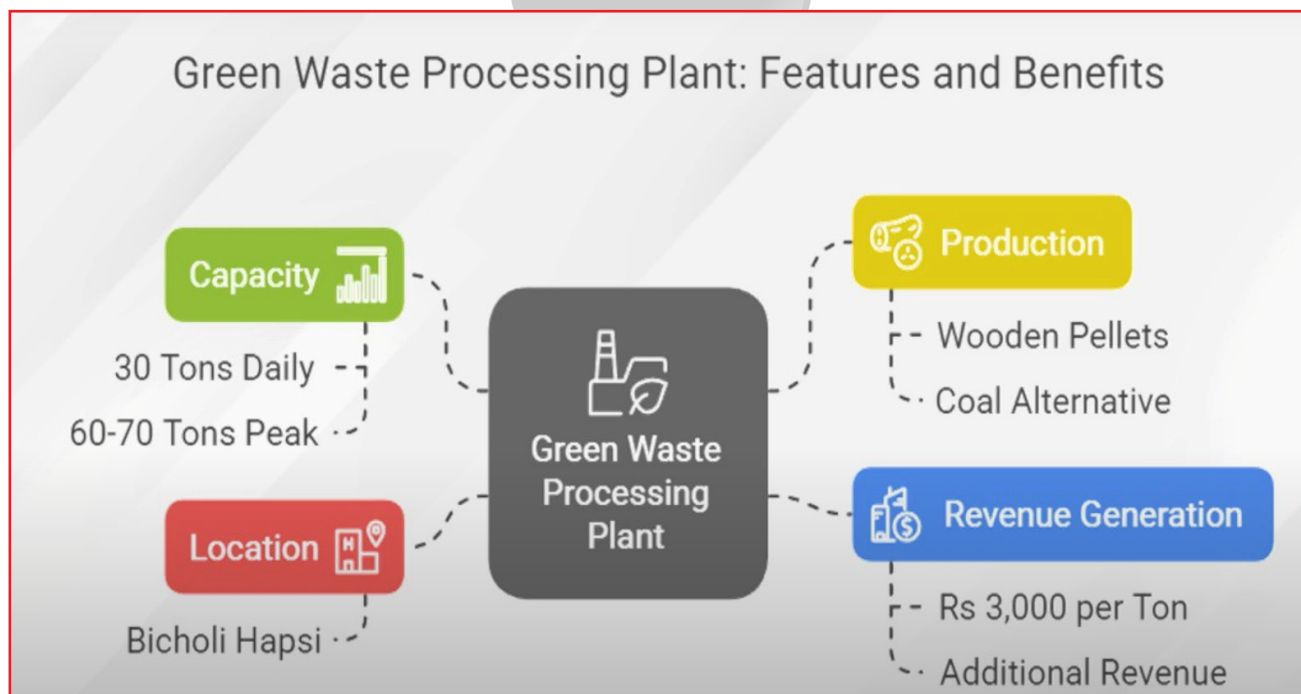 Green Waste Processing Plant: Features and Benefits
Capacity
30 Tons Daily
60-70 Tons Peak
Location
Bicholi Hapsi
Green Waste
Processing
Plant
Production
Wooden Pellets
Coal Alternative
Revenue Generation
Rs 3,000 per Ton
Additional Revenue